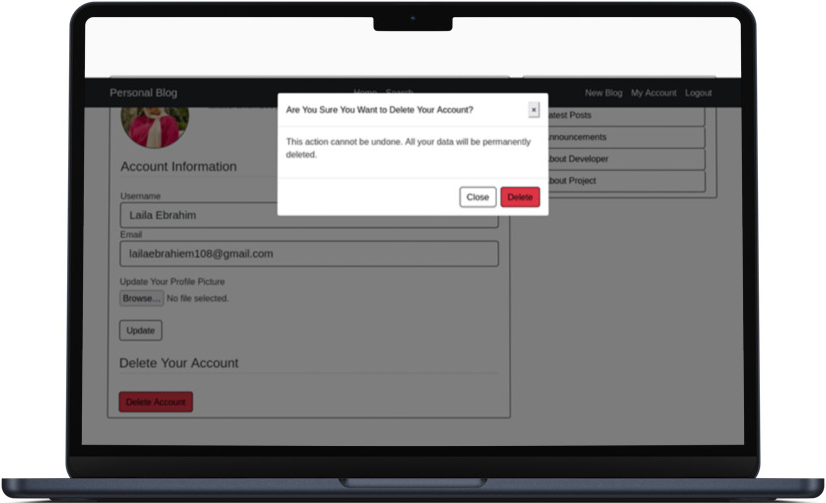 Personal Blog
Home Search
New Blog My Account Logout
Are You Sure You Want to Delete Your Account?
×
This action cannot be undone. All your data will be permanently
deleted.
Close Delete
atest Posts
nnouncements
bout Developer
bout Project
Account Information
Username
Laila Ebrahim
Email
lailaebrahiem108@gmail.com
Update Your Profile Picture
Browse... No file selected.
Update
Delete Your Account
Delete Account